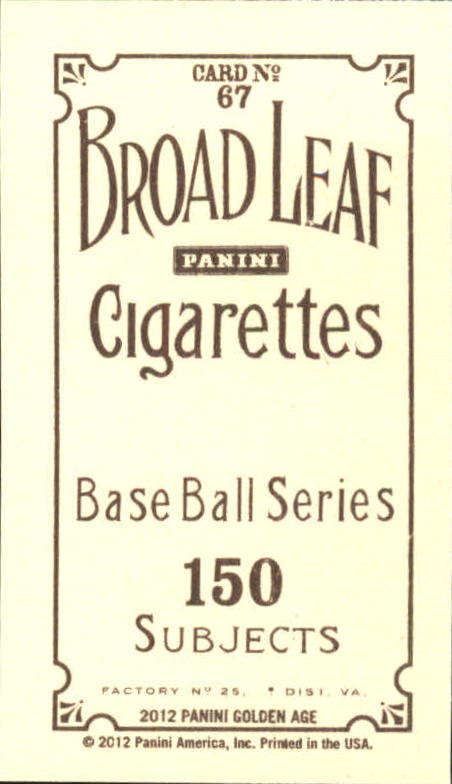 CARD Nº
67
BROAD LEAF
PANINI
Cigarettes
Base Ball Series
150
SUBJECTS
FACTORY Nº 25, DIST. VA.
2012 PANINI GOLDEN AGE
© 2012 Panini America, Inc. Printed in the USA.